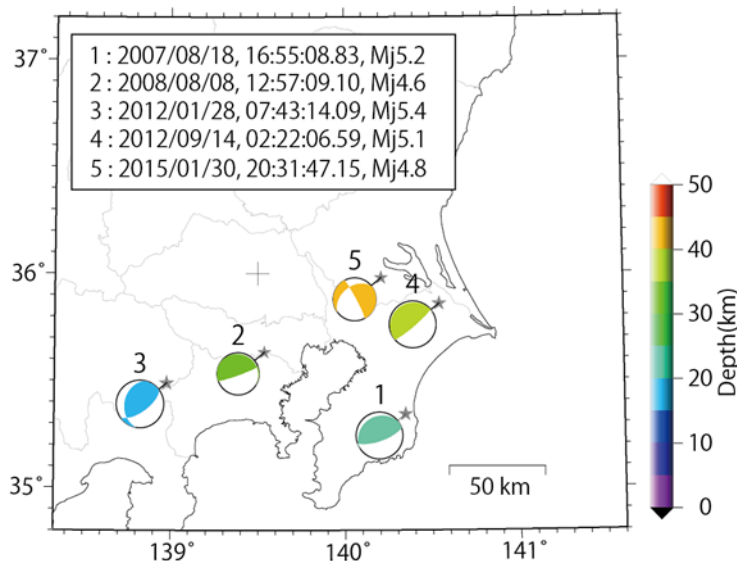 37°
1 : 2007/08/18, 16:55:08.83, Mj5.2
2 : 2008/08/08, 12:57:09.10, Mj4.6
3 : 2012/01/28, 07:43:14.09, Mj5.4
4 : 2012/09/14, 02:22:06.59, Mj5.1
5 : 2015/01/30, 20:31:47.15, Mj4.8
36°
35°
5
4
2
3
1
50 km
139°
140°
141°
50
40
30
20
10
0
Depth(km)